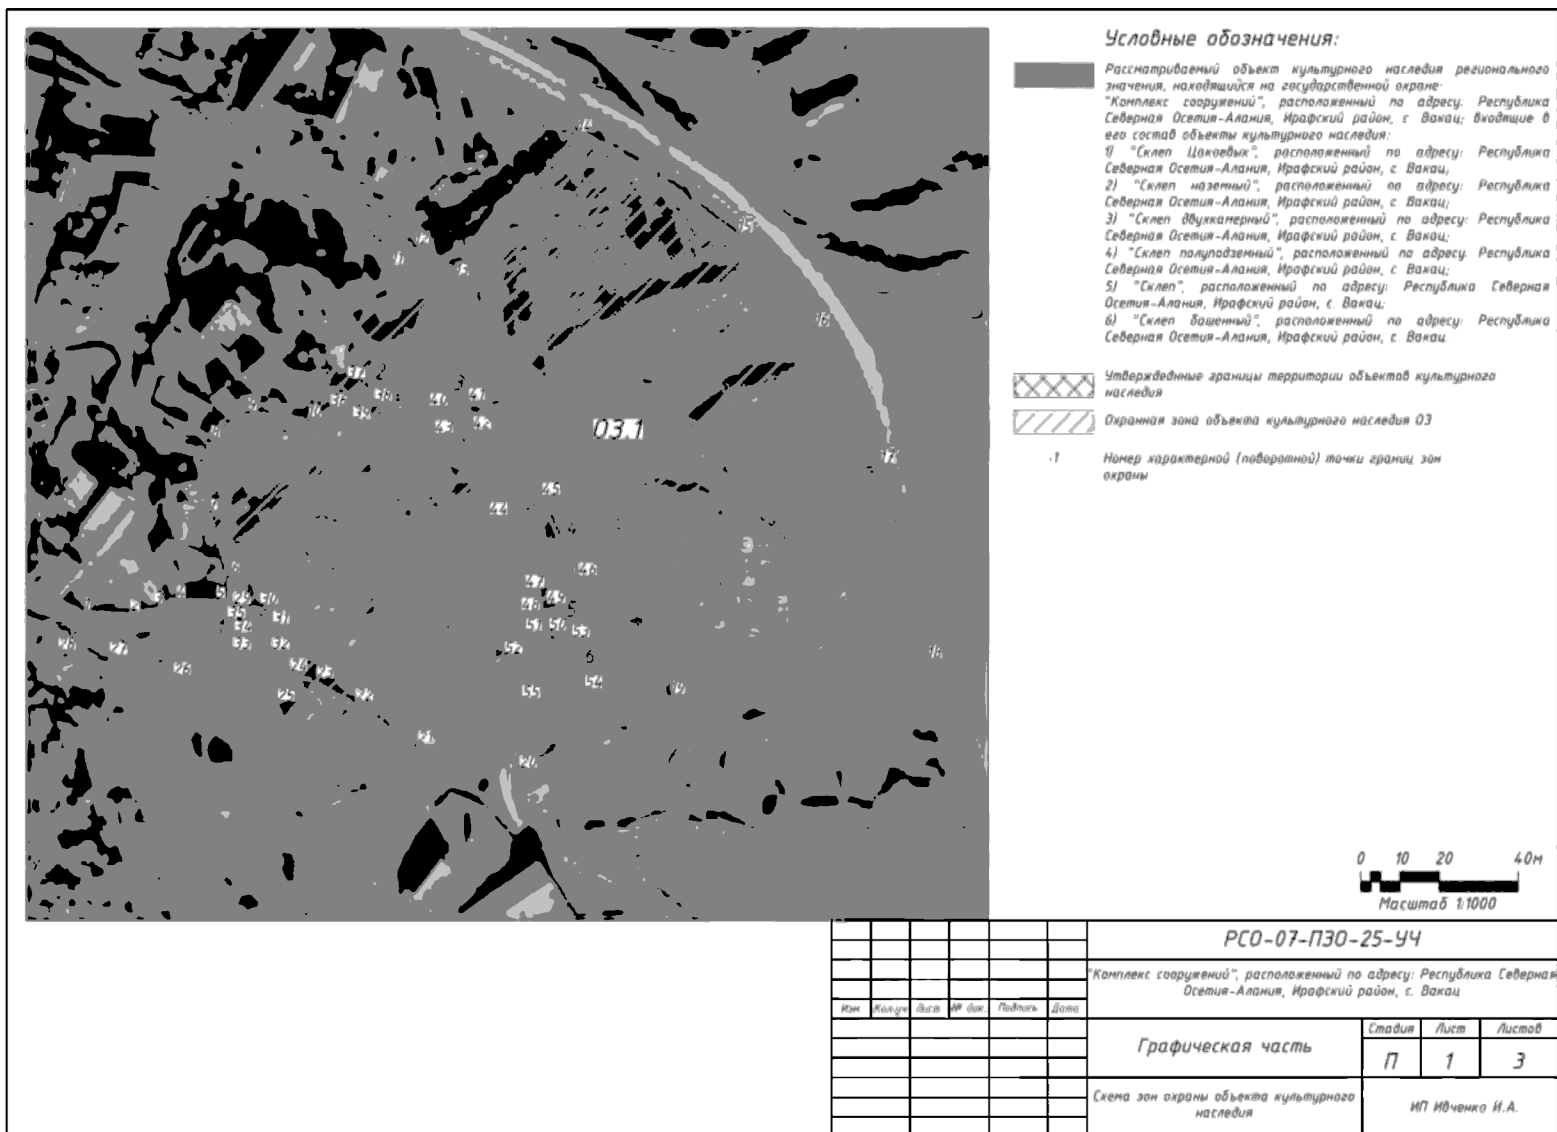 Условные обозначения:
Рассматриваемый объект культурного наследия регионального
значения, находящийся на государственной охране:
"Комплекс сооружений", расположенный по адресу: Республика
Северная Осетия-Алания, Ирафский район, с. Вакац; входящие в
его состав объекты культурного наследия:
1) "Склеп Цаковых", расположенный по адресу: Республика
Северная Осетия-Алания, Ирафский район, с. Вакац;
2) "Склеп наземный", расположенный по адресу: Республика
Северная Осетия-Алания, Ирафский район, с. Вакац;
3) "Склеп двухкамерный", расположенный по адресу: Республика
Северная Осетия-Алания, Ирафский район, с. Вакац;
4) "Склеп полуподземный", расположенный по адресу: Республика
Северная Осетия-Алания, Ирафский район, с. Вакац;
5) "Склеп", расположенный по адресу: Республика Северная
Осетия-Алания, Ирафский район, с. Вакац;
6) "Склеп башенный", расположенный по адресу: Республика
Северная Осетия-Алания, Ирафский район, с. Вакац
Утвержденные границы территории объектов культурного
наследия
Охранная зона объекта культурного наследия ОЗ
1 Номер характерной (поворотной) точки границ зон
охраны
ОЗ.1
0 10 20 40м
Масштаб 1:1000
РСО-07-ПЗО-25-УЧ
"Комплекс сооружений", расположенный по адресу: Республика Северная
Осетия-Алания, Ирафский район, с. Вакац
Изм. Кол.уч Лист № док. Подпись Дата
Графическая часть
Стадия Лист Листов
П 1 3
Схема зон охраны объекта культурного
наследия
ИП Ивченко И.А.